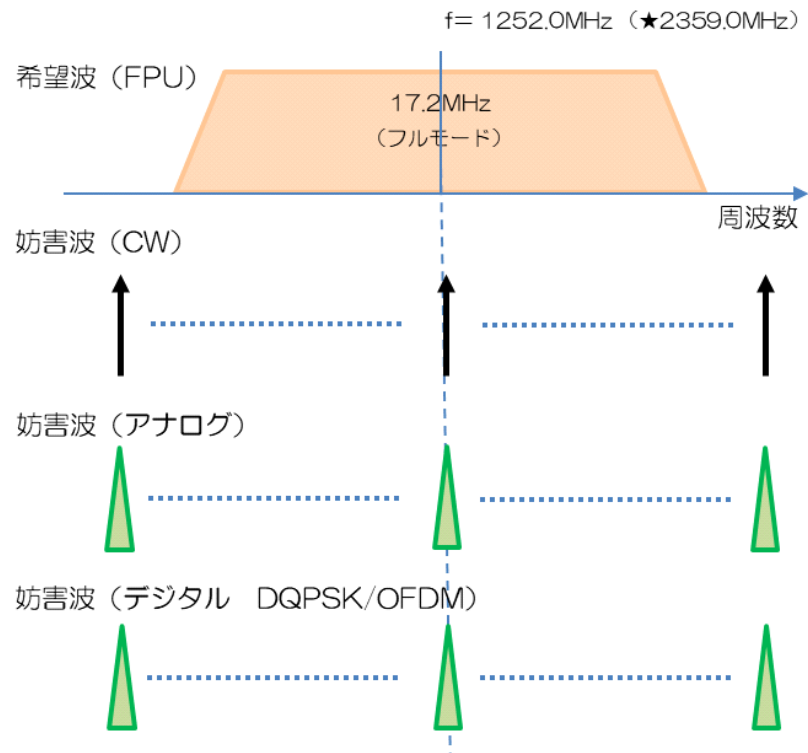 f= 1252.0MHz（★2359.0MHz）
希望波（FPU）
17.2MHz
（フルモード）
周波数
妨害波（CW）
妨害波（アナログ）
妨害波（デジタル　DQPSK/OFDM）